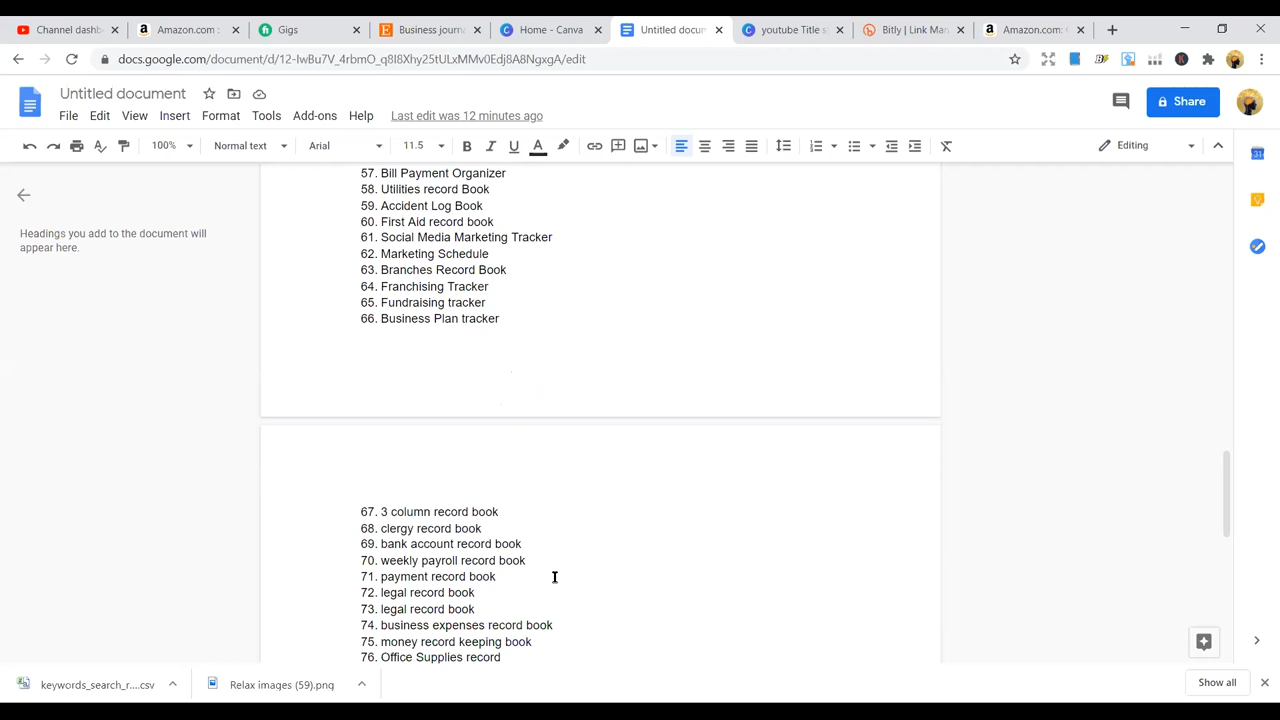 Channel dashb
Amazon.com :
Gigs
Business journ
Home - Canva
Untitled docum
youtube Title s
Bitly | Link Man
Amazon.com:
docs.google.com/document/d/12-IwBu7V_4rbmO_q8I8Xhy3tULxMMV0Edj8A8NgxgA/edit
Untitled document
File Edit View Insert Format Tools Add-ons Help Last edit was 12 minutes ago
Share
100% Normal text Arial 11.5 Editing
Headings you add to the document will
appear here.
57. Bill Payment Organizer
58. Utilities record Book
59. Accident Log Book
60. First Aid record book
61. Social Media Marketing Tracker
62. Marketing Schedule
63. Branches Record Book
64. Franchising Tracker
65. Fundraising tracker
66. Business Plan tracker
67. 3 column record book
68. clergy record book
69. bank account record book
70. weekly payroll record book
71. payment record book
72. legal record book
73. legal record book
74. business expenses record book
75. money record keeping book
76. Office Supplies record
keywords_search_r....csv
Relax images (59).png
Show all